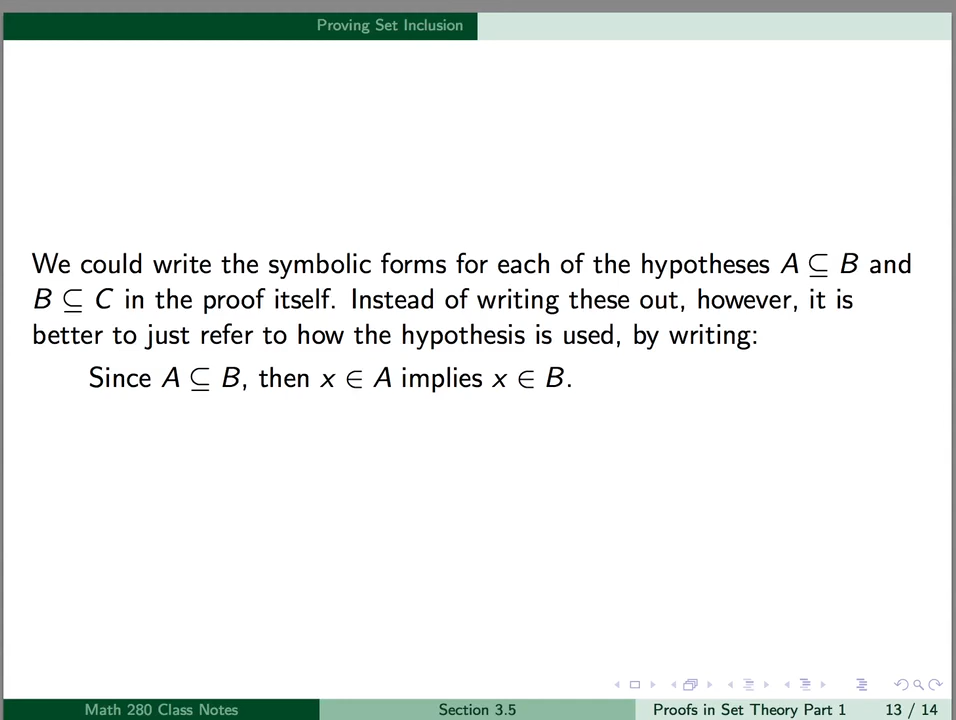 Proving Set Inclusion
We could write the symbolic forms for each of the hypotheses A ⊆ B and
B ⊆ C in the proof itself. Instead of writing these out, however, it is
better to just refer to how the hypothesis is used, by writing:
Since A ⊆ B, then x ∈ A implies x ∈ B.
Math 280 Class Notes
Section 3.5
Proofs in Set Theory Part 1 13 / 14